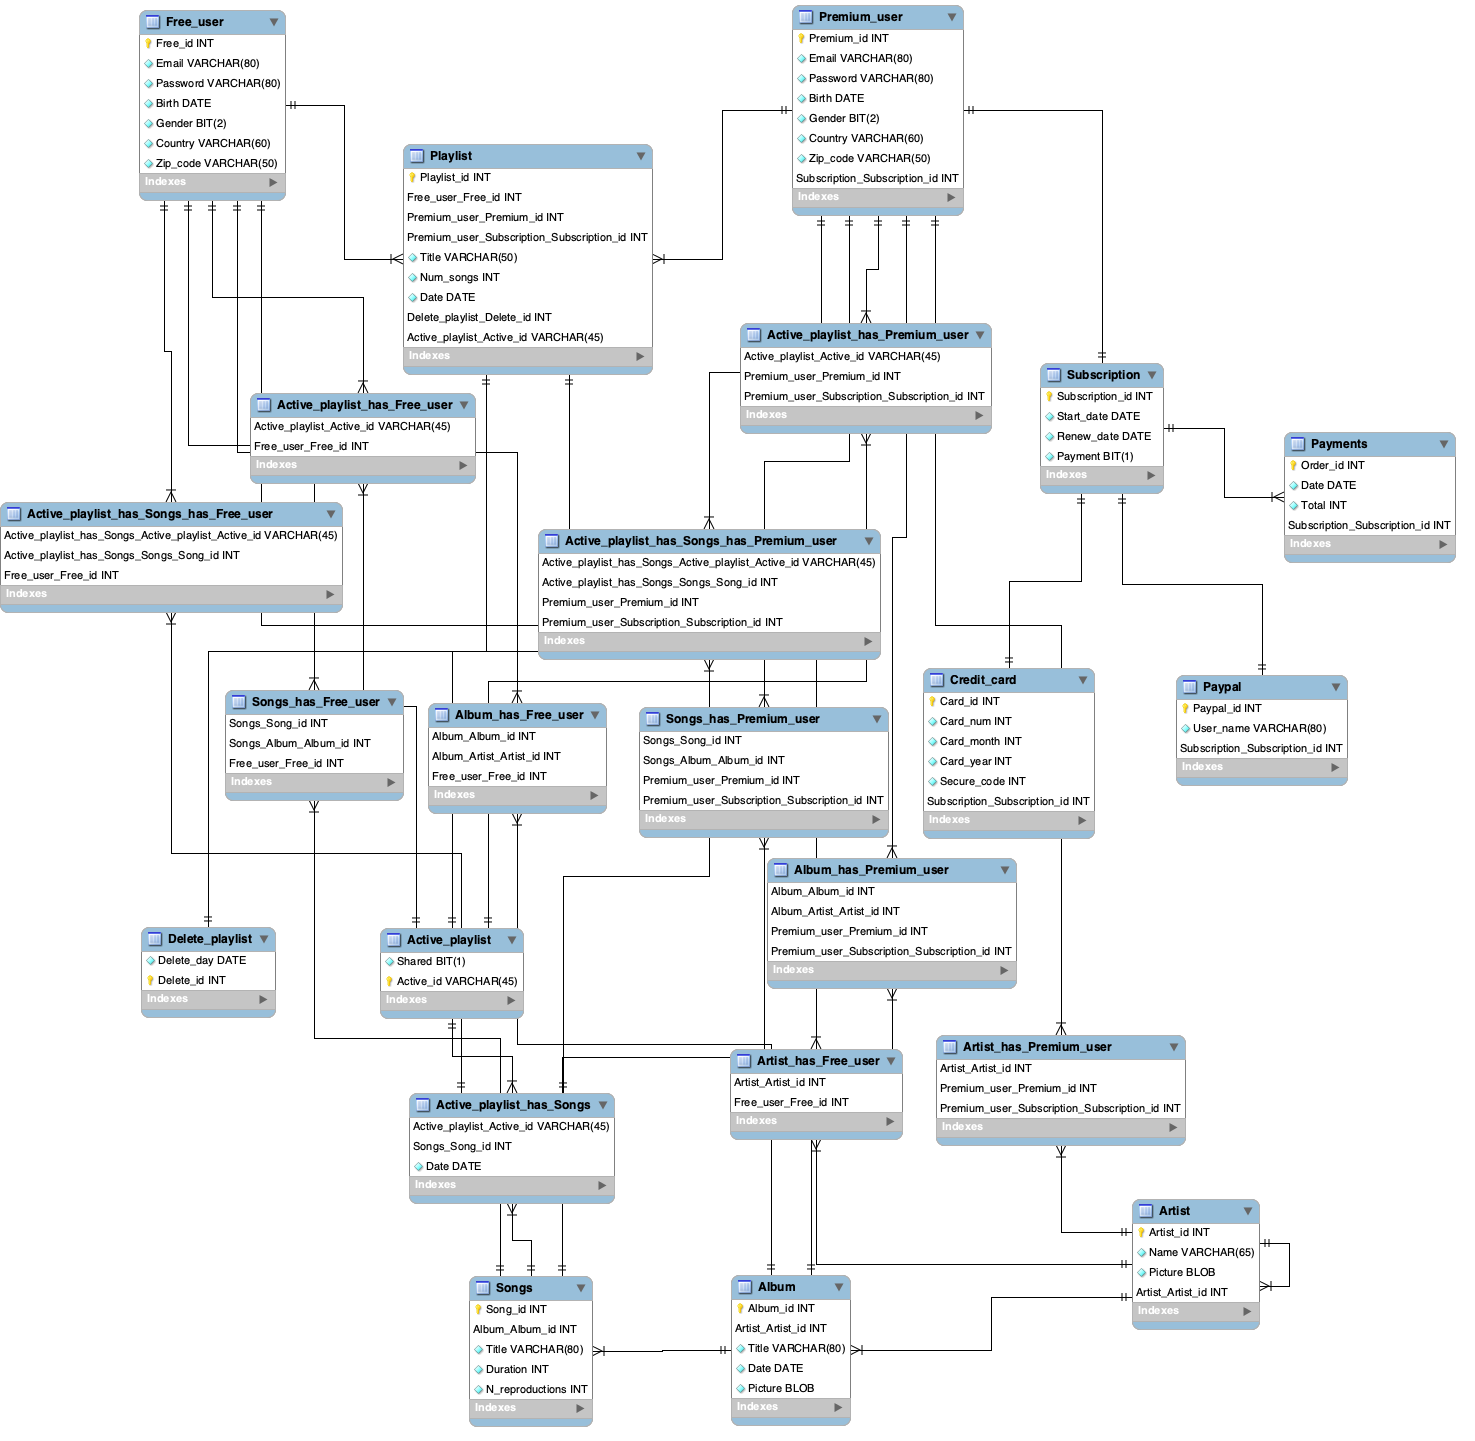 Free_user
Free_id INT
Email VARCHAR(80)
Password VARCHAR(80)
Birth DATE
Gender BIT(2)
Country VARCHAR(60)
Zip_code VARCHAR(50)
Indexes
Premium_user
Premium_id INT
Email VARCHAR(80)
Password VARCHAR(80)
Birth DATE
Gender BIT(2)
Country VARCHAR(60)
Zip_code VARCHAR(50)
Subscription_Subscription_id INT
Indexes
Playlist
Playlist_id INT
Free_user_Free_id INT
Premium_user_Premium_id INT
Premium_user_Subscription_Subscription_id INT
Title VARCHAR(50)
Num_songs INT
Date DATE
Delete_playlist_Delete_id INT
Active_playlist_Active_id VARCHAR(45)
Indexes
Active_playlist_has_Premium_user
Active_playlist_Active_id VARCHAR(45)
Premium_user_Premium_id INT
Premium_user_Subscription_Subscription_id INT
Indexes
Subscription
Subscription_id INT
Start_date DATE
Renew_date DATE
Payment BIT(1)
Indexes
Active_playlist_has_Free_user
Active_playlist_Active_id VARCHAR(45)
Free_user_Free_id INT
Indexes
Payments
Order_id INT
Date DATE
Total INT
Subscription_Subscription_id INT
Indexes
Active_playlist_has_Songs_has_Free_user
Active_playlist_has_Songs_Active_playlist_Active_id VARCHAR(45)
Active_playlist_has_Songs_Songs_Song_id INT
Free_user_Free_id INT
Indexes
Active_playlist_has_Songs_has_Premium_user
Active_playlist_has_Songs_Active_playlist_Active_id VARCHAR(45)
Active_playlist_has_Songs_Songs_Song_id INT
Premium_user_Premium_id INT
Premium_user_Subscription_Subscription_id INT
Indexes
Credit_card
Card_id INT
Card_num INT
Card_month INT
Card_year INT
Secure_code INT
Subscription_Subscription_id INT
Indexes
Paypal
Paypal_id INT
User_name VARCHAR(80)
Subscription_Subscription_id INT
Indexes
Songs_has_Free_user
Songs_Song_id INT
Songs_Album_Album_id INT
Free_user_Free_id INT
Indexes
Album_has_Free_user
Album_Album_id INT
Album_Artist_Artist_id INT
Free_user_Free_id INT
Indexes
Songs_has_Premium_user
Songs_Song_id INT
Songs_Album_Album_id INT
Premium_user_Premium_id INT
Premium_user_Subscription_Subscription_id INT
Indexes
Album_has_Premium_user
Album_Album_id INT
Album_Artist_Artist_id INT
Premium_user_Premium_id INT
Premium_user_Subscription_Subscription_id INT
Indexes
Delete_playlist
Delete_day DATE
Delete_id INT
Indexes
Active_playlist
Shared BIT(1)
Active_id VARCHAR(45)
Indexes
Artist_has_Free_user
Artist_Artist_id INT
Free_user_Free_id INT
Indexes
Artist_has_Premium_user
Artist_Artist_id INT
Premium_user_Premium_id INT
Premium_user_Subscription_Subscription_id INT
Indexes
Active_playlist_has_Songs
Active_playlist_Active_id VARCHAR(45)
Songs_Song_id INT
Date DATE
Indexes
Artist
Artist_id INT
Name VARCHAR(65)
Picture BLOB
Artist_Artist_id INT
Indexes
Songs
Song_id INT
Album_Album_id INT
Title VARCHAR(80)
Duration INT
N_reproductions INT
Indexes
Album
Album_id INT
Artist_Artist_id INT
Title VARCHAR(80)
Date DATE
Picture BLOB
Indexes